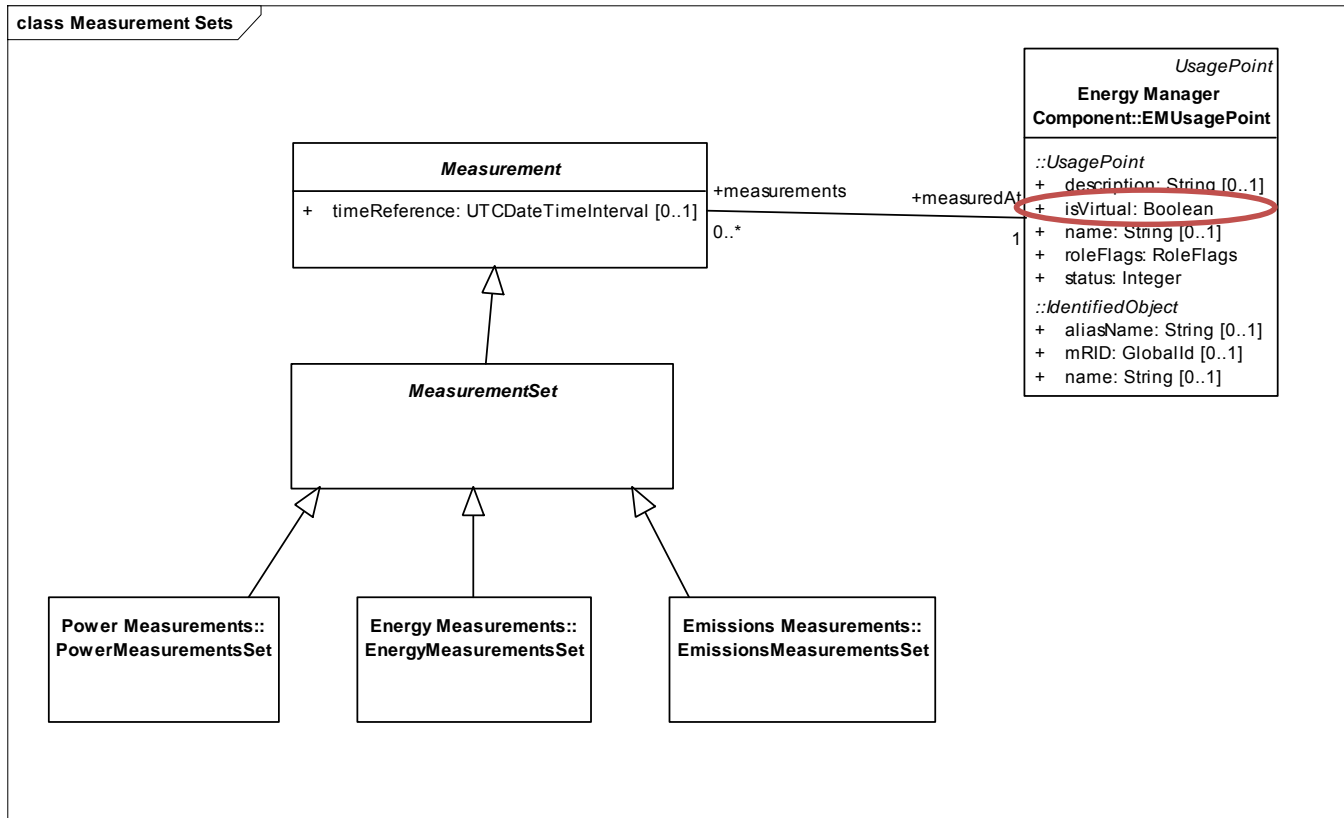 class Measurement Sets
UsagePoint
Energy Manager
Component::EMUsagePoint
::UsagePoint
+ description: String [0..1]
+ isVirtual: Boolean
+ name: String [0..1]
+ roleFlags: RoleFlags
+ status: Integer
::IdentifiedObject
+ aliasName: String [0..1]
+ mRID: GlobalId [0..1]
+ name: String [0..1]
Measurement
+ timeReference: UTCDateTimeInterval [0..1]
+measurements
0..*
+measuredAt
1
MeasurementSet
Power Measurements::
PowerMeasurementsSet
Energy Measurements::
EnergyMeasurementsSet
Emissions Measurements::
EmissionsMeasurementsSet